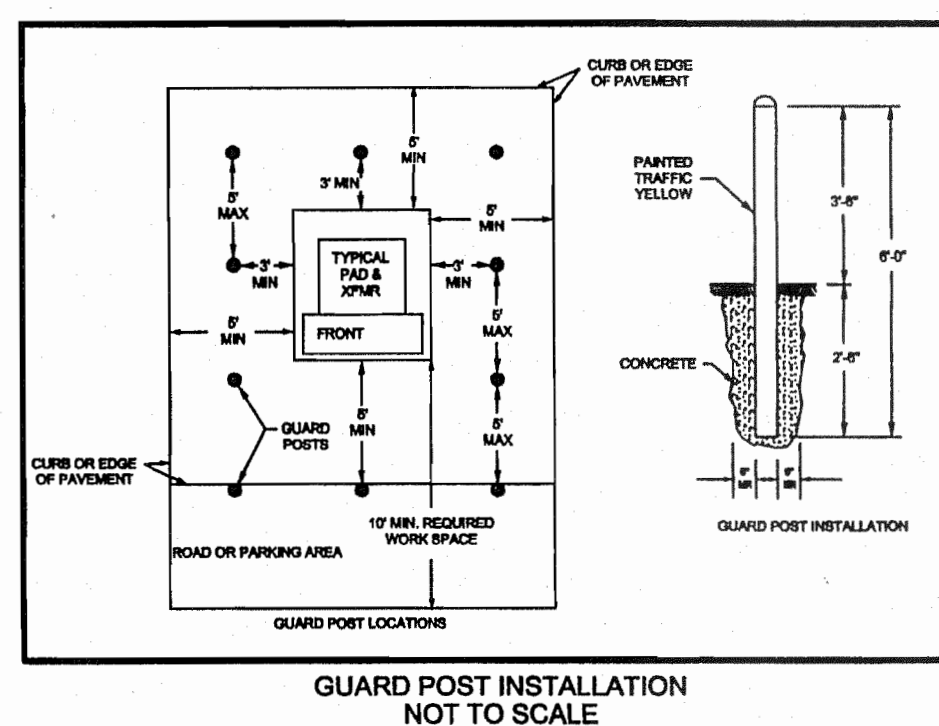 CURB OR EDGE
OF PAVEMENT
5'
MIN
3' MIN
5'
MAX
5'
MIN
3'
MIN
TYPICAL
PAD &
XFMR
3'
MIN
5'
MIN
FRONT
5'
MAX
GUARD
POSTS
5'
MIN
5'
MAX
CURB OR EDGE
OF PAVEMENT
10' MIN. REQUIRED
WORK SPACE
ROAD OR PARKING AREA
GUARD POST LOCATIONS
PAINTED
TRAFFIC
YELLOW
3'-6"
6'-0"
2'-6"
CONCRETE
6"
6"
GUARD POST INSTALLATION
GUARD POST INSTALLATION
NOT TO SCALE